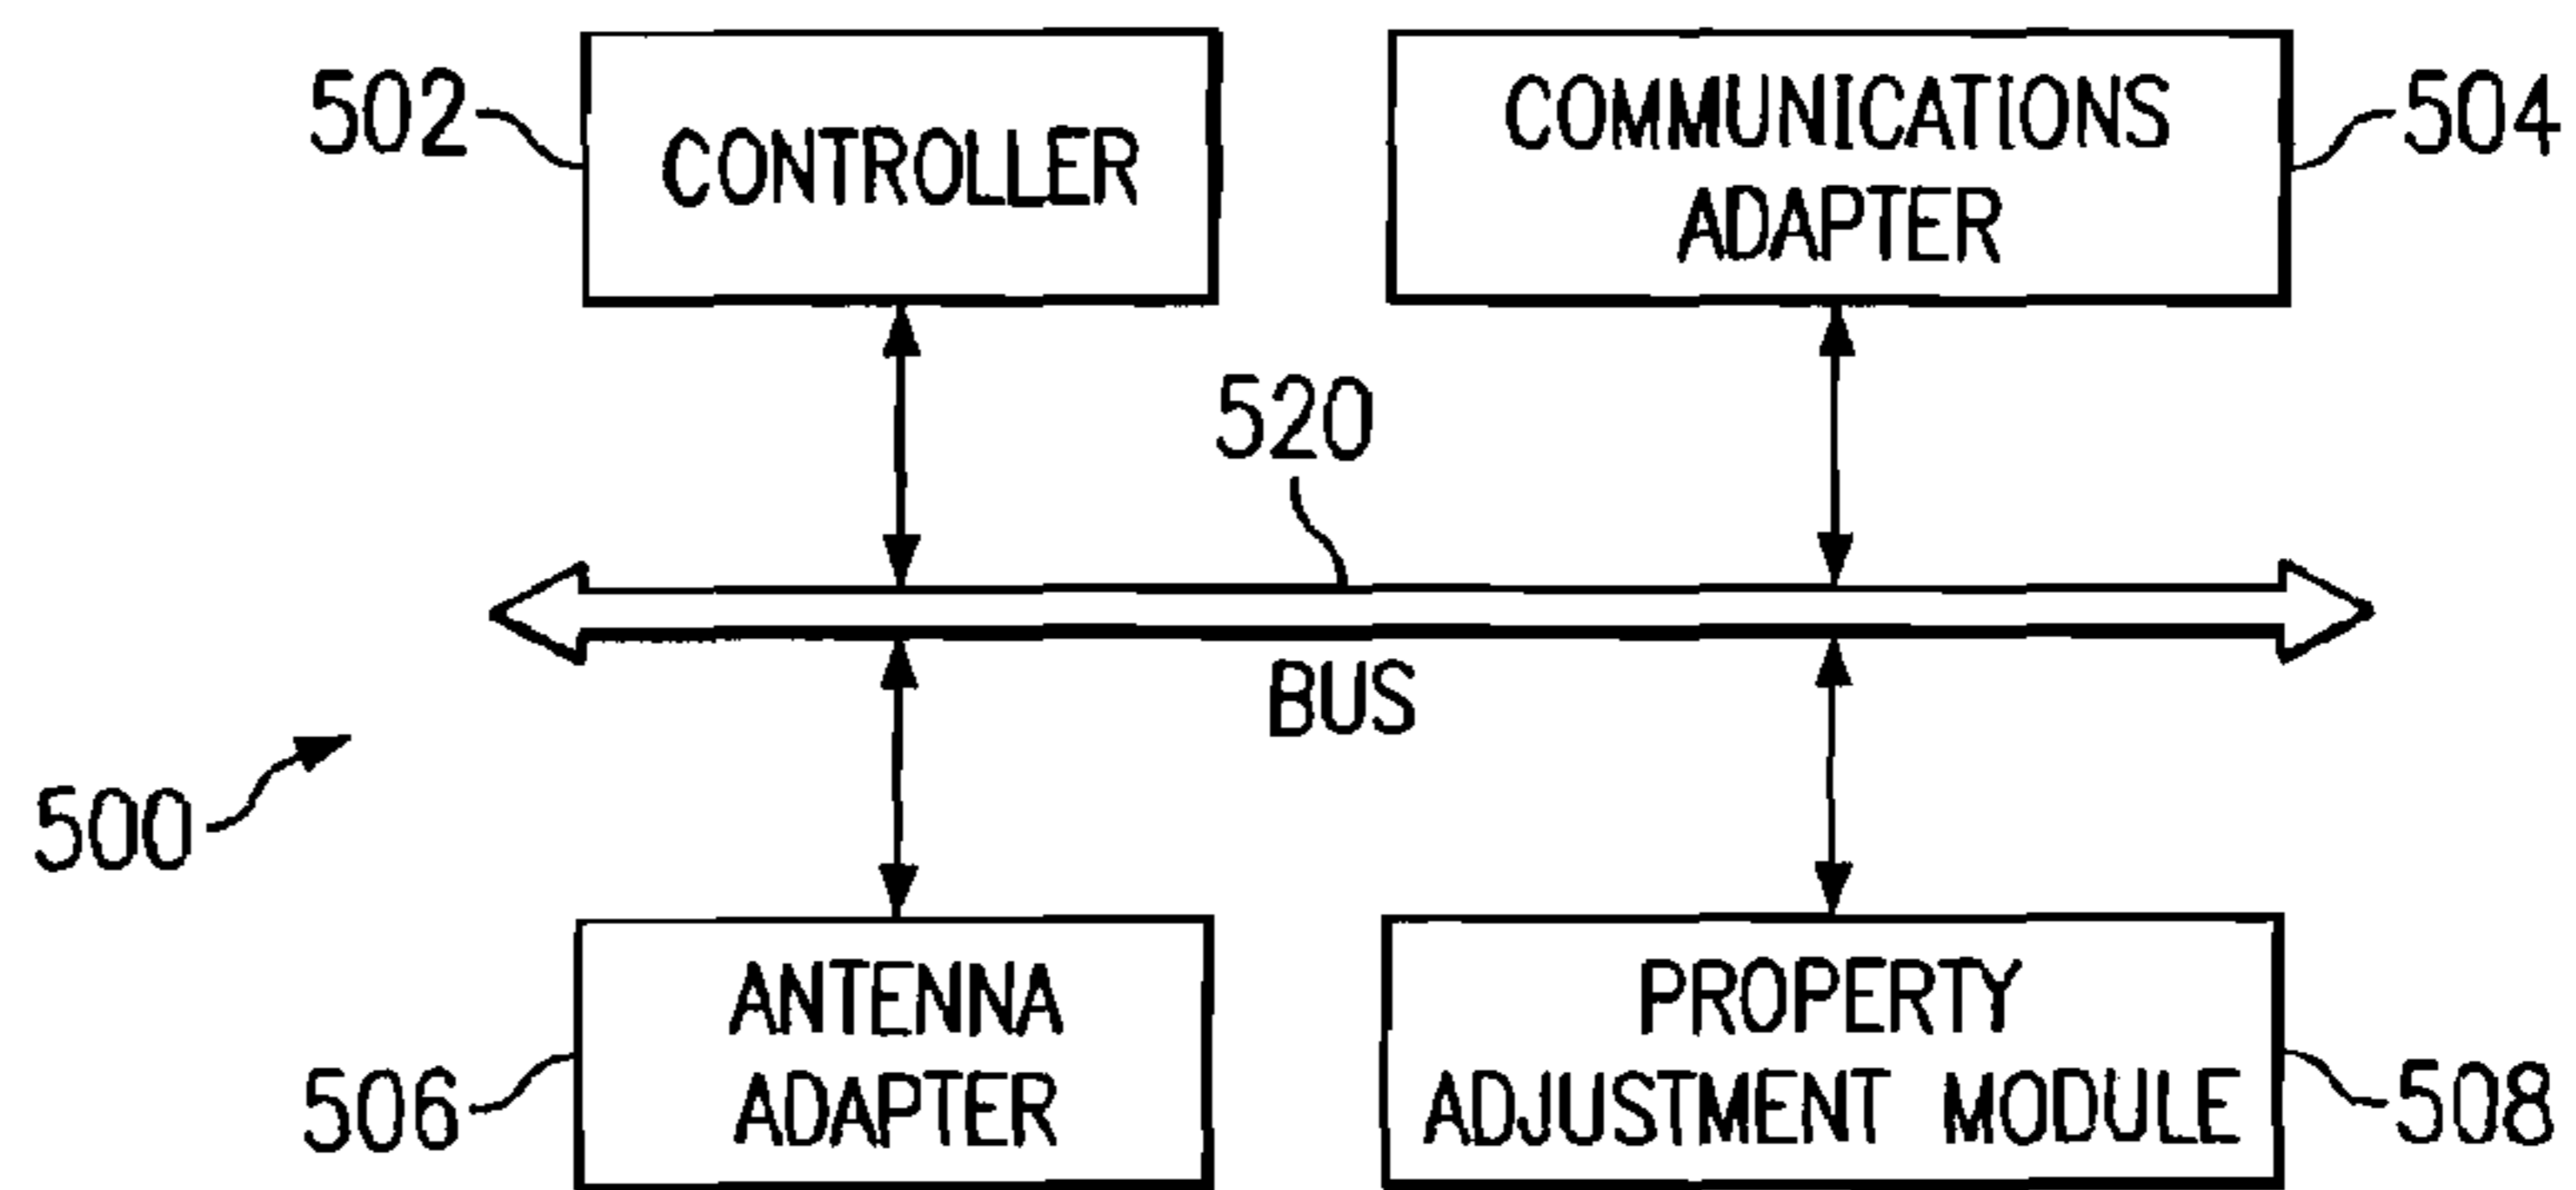 502
CONTROLLER
COMMUNICATIONS
ADAPTER
504
520
BUS
500
506
ANTENNA
ADAPTER
PROPERTY
ADJUSTMENT MODULE
508